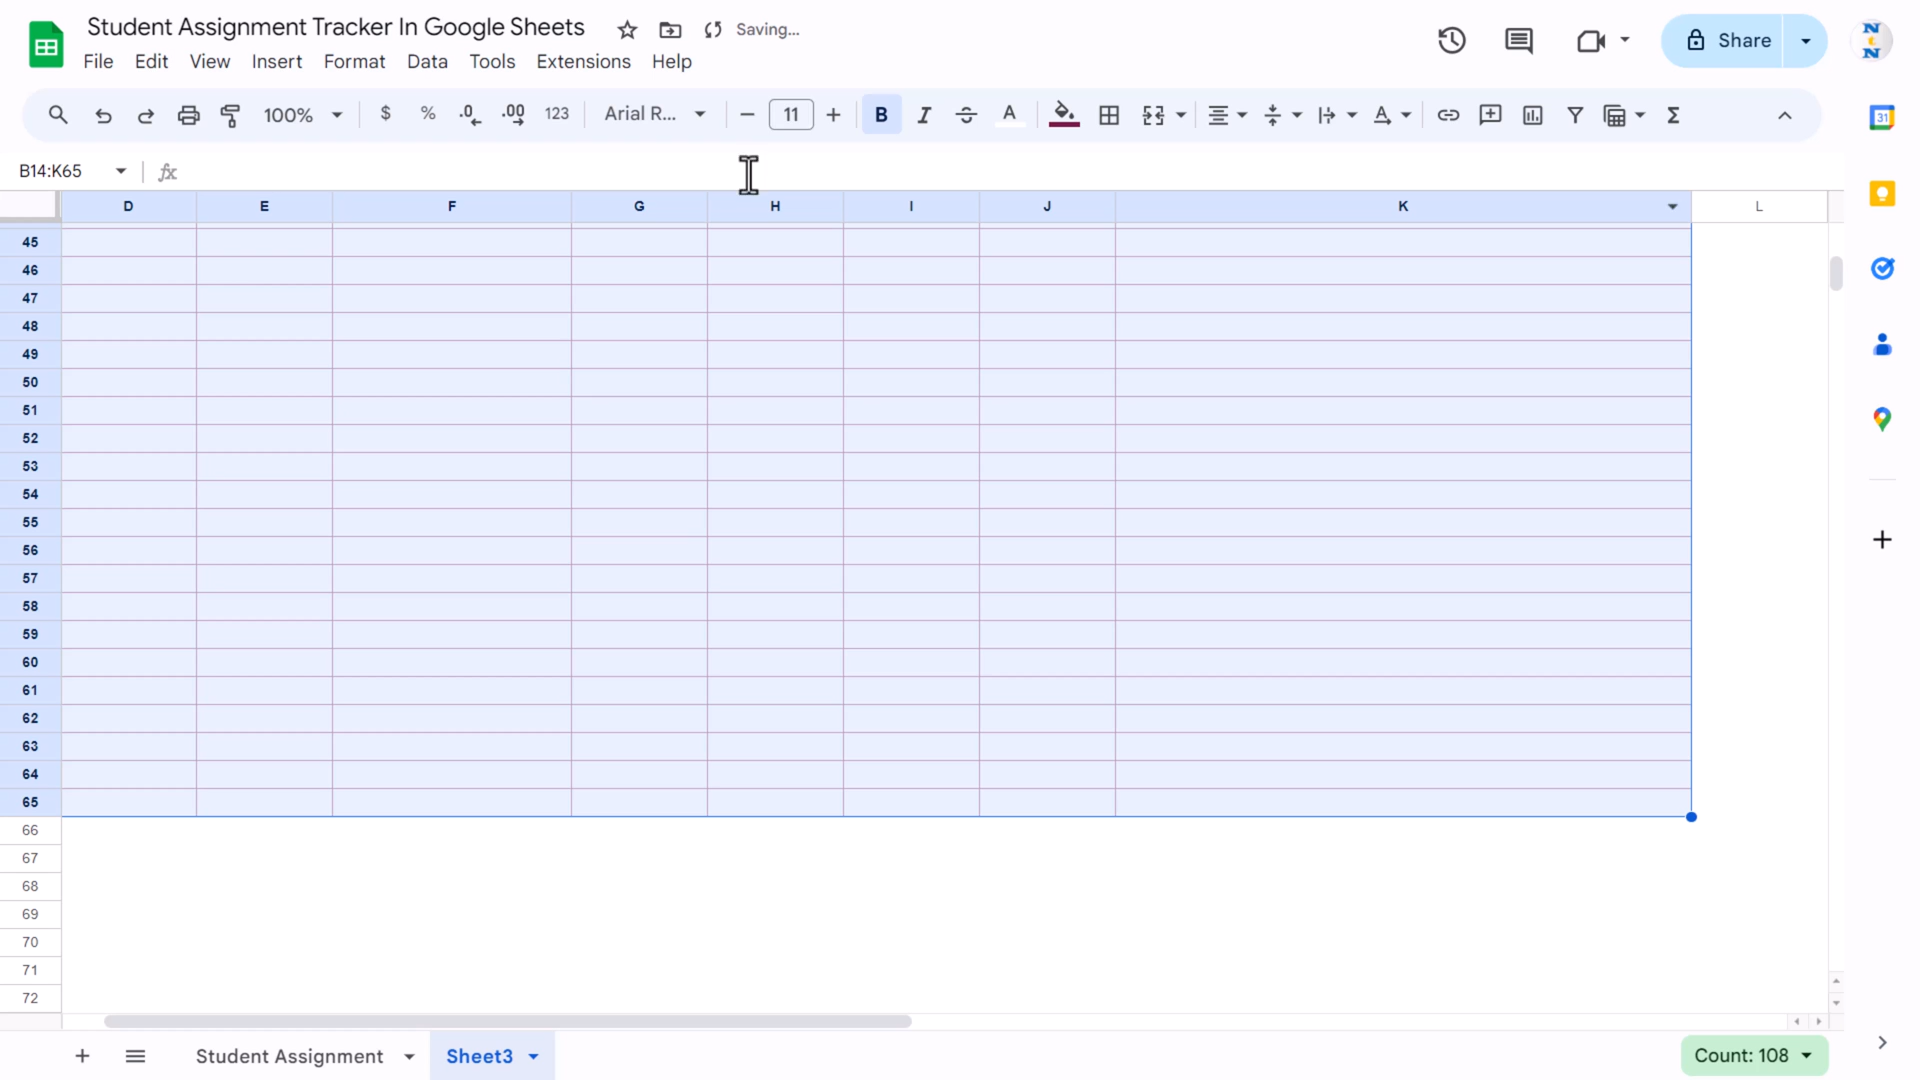 Student Assignment Tracker In Google Sheets Saving...
File Edit View Insert Format Data Tools Extensions Help
Share
N
t
N
100% $ % .0 .00 123 Arial R... 11 B I S A A Σ
31
B14:K65 fx
D E F G H I J K L
45
46
47
48
49
50
51
52
53
54
55
56
57
58
59
60
61
62
63
64
65
66
67
68
69
70
71
72
Student Assignment Sheet3 Count: 108